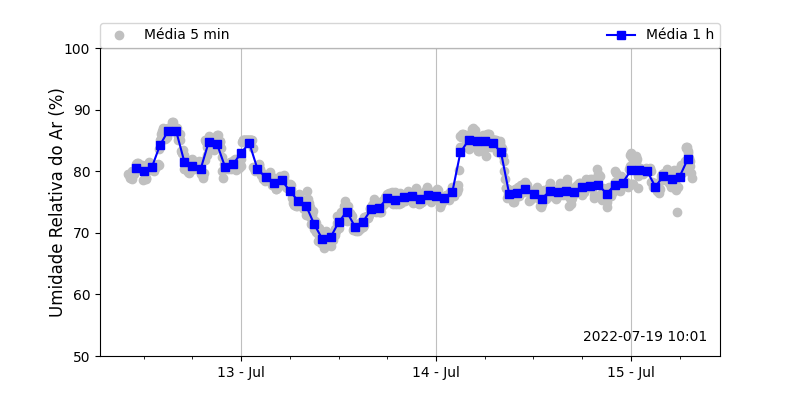 Média 5 min
Média 1 h
100
90
80
70
60
50
Umidade Relativa do Ar (%)
2022-07-19 10:01
13 - Jul
14 - Jul
15 - Jul